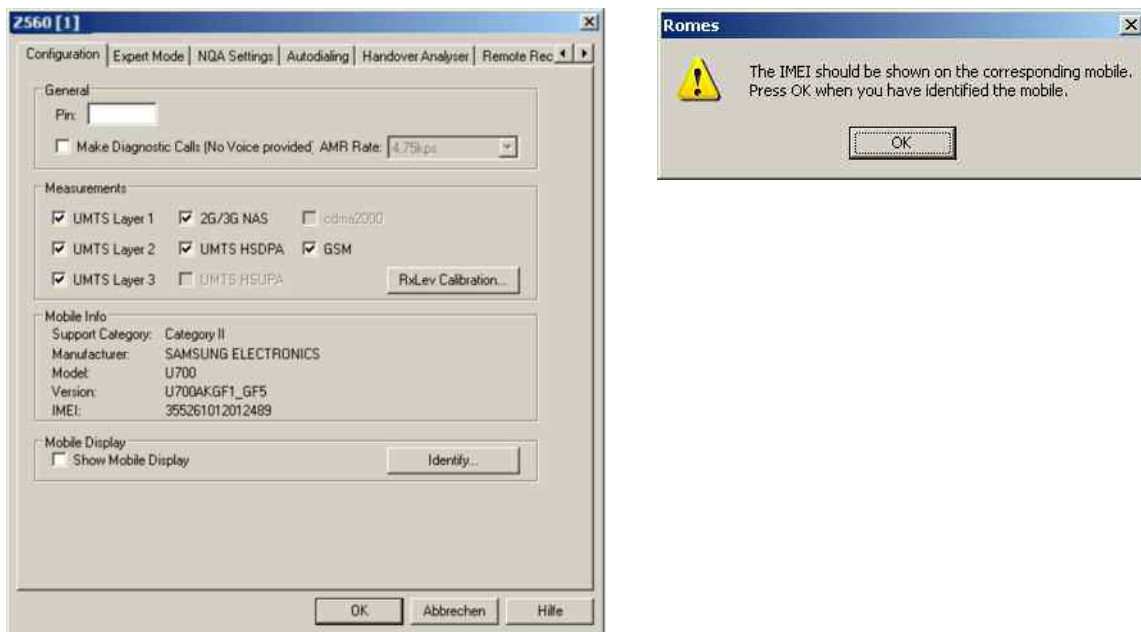 Z560 [1]
Configuration Expert Mode NQA Settings Autodialing Handover Analyser Remote Rec
General
Pin:
Make Diagnostic Calls (No Voice provided) AMR Rate: 4.75kps
Measurements
UMTS Layer 1 2G/3G NAS cdma2000
UMTS Layer 2 UMTS HSDPA GSM
UMTS Layer 3 UMTS HSUPA RxLev Calibration...
Mobile Info
Support Category: Category II
Manufacturer: SAMSUNG ELECTRONICS
Model: U700
Version: U700AKGF1_GF5
IMEI: 355261012012489
Mobile Display
Show Mobile Display Identify...
OK Abbrechen Hilfe
Romes
The IMEI should be shown on the corresponding mobile.
Press OK when you have identified the mobile.
OK